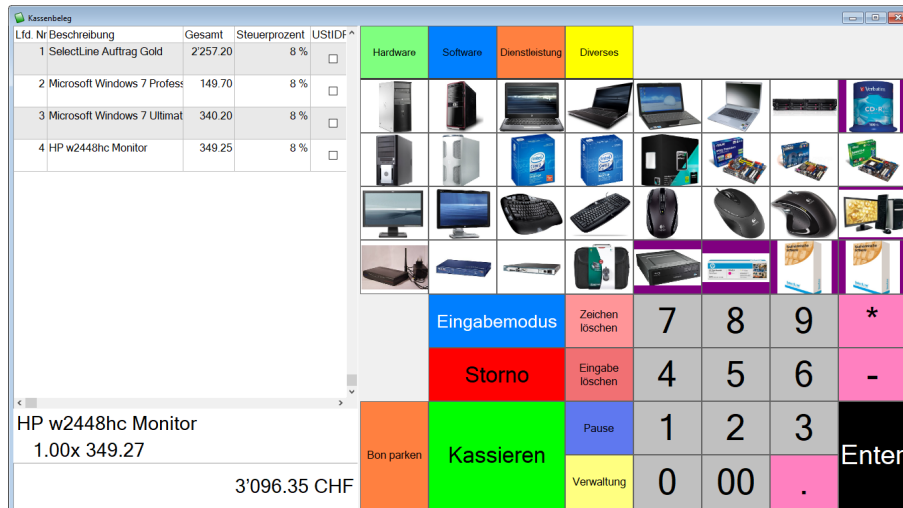 Kassenbeleg
Lfd. Nr Beschreibung Gesamt Steuerprozent UStIDF
1 SelectLine Auftrag Gold 2'257.20 8 %
2 Microsoft Windows 7 Profess 149.70 8 %
3 Microsoft Windows 7 Ultimat 340.20 8 %
4 HP w2448hc Monitor 349.25 8 %
HP w2448hc Monitor
1.00x 349.27
3'096.35 CHF
Hardware Software Dienstleistung Diverses
Verbatim
CD-R
Eingabemodus Zeichen löschen 7 8 9 *
Storno Eingabe löschen 4 5 6 -
Bon parken Kassieren Pause 1 2 3 Enter
Verwaltung 0 00 .